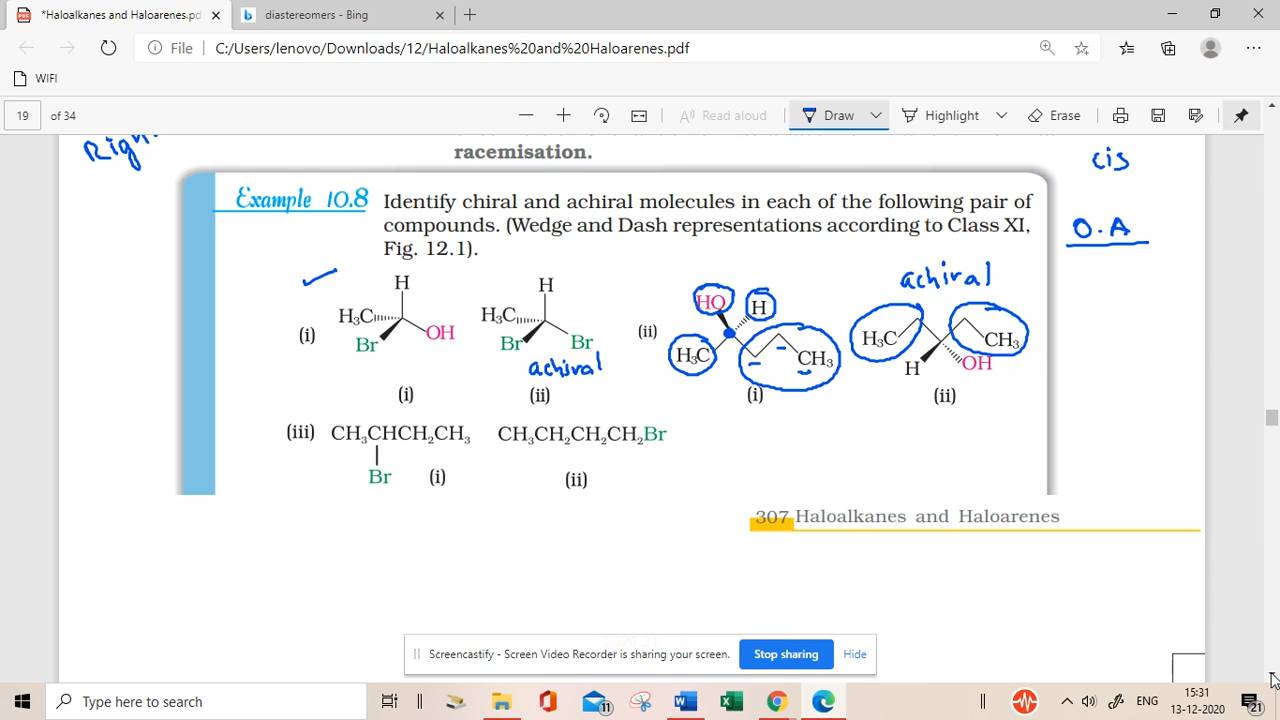 *Haloalkanes and Haloarenes.pd
diastereomers - Bing
File C:/Users/lenovo/Downloads/12/Haloalkanes%20and%20Haloarenes.pdf
WIFI
19 of 34
Read aloud Draw Highlight Erase
Righ
racemisation.
cis
Example 10.8 Identify chiral and achiral molecules in each of the following pair of
compounds. (Wedge and Dash representations according to Class XI,
Fig. 12.1).
O.A
achiral
(i) H H₃C OH Br
(i)
H H₃C Br Br
achiral
(ii)
(ii) HO H H₃C CH₃
(i)
H₃C CH₃ H OH
(ii)
(iii) CH₃CHCH₂CH₃ CH₃CH₂CH₂CH₂Br
Br (i) (ii)
307 Haloalkanes and Haloarenes
Screencastify - Screen Video Recorder is sharing your screen. Stop sharing Hide
Type here to search
11
ENG
15:31
13-12-2020
21